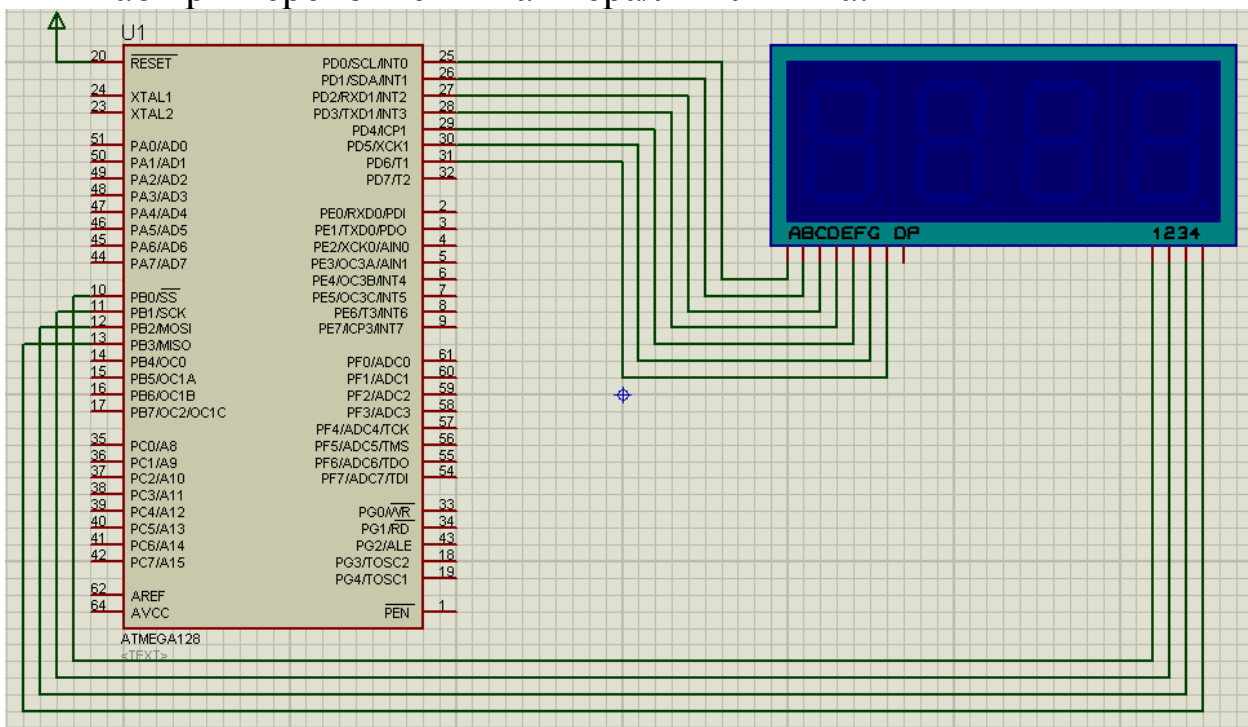 U1
20 RESET
24 XTAL1
23 XTAL2
51 PA0/AD0
50 PA1/AD1
49 PA2/AD2
48 PA3/AD3
47 PA4/AD4
46 PA5/AD5
45 PA6/AD6
44 PA7/AD7
10 PB0/SS
11 PB1/SCK
12 PB2/MOSI
13 PB3/MISO
14 PB4/OC0
15 PB5/OC1A
16 PB6/OC1B
17 PB7/OC2/OC1C
35 PC0/A8
36 PC1/A9
37 PC2/A10
38 PC3/A11
39 PC4/A12
40 PC5/A13
41 PC6/A14
42 PC7/A15
62 AREF
64 AVCC
PD0/SCL/INT0 25
PD1/SDA/INT1 26
PD2/RXD1/INT2 27
PD3/TXD1/INT3 28
PD4/ICP1 29
PD5/XCK1 30
PD6/T1 31
PD7/T2 32
PE0/RXD0/PDI 2
PE1/TXD0/PDO 3
PE2/XCK0/AIN0 4
PE3/OC3A/AIN1 5
PE4/OC3B/INT4 6
PE5/OC3C/INT5 7
PE6/T3/INT6 8
PE7/ICP3/INT7 9
PF0/ADC0 61
PF1/ADC1 60
PF2/ADC2 59
PF3/ADC3 58
PF4/ADC4/TCK 57
PF5/ADC5/TMS 56
PF6/ADC6/TDO 55
PF7/ADC7/TDI 54
PG0/WR 33
PG1/RD 34
PG2/ALE 43
PG3/TOSC2 18
PG4/TOSC1 19
PEN 1
ATMEGA128
<TEXT>
ABCDEFG DP 1234